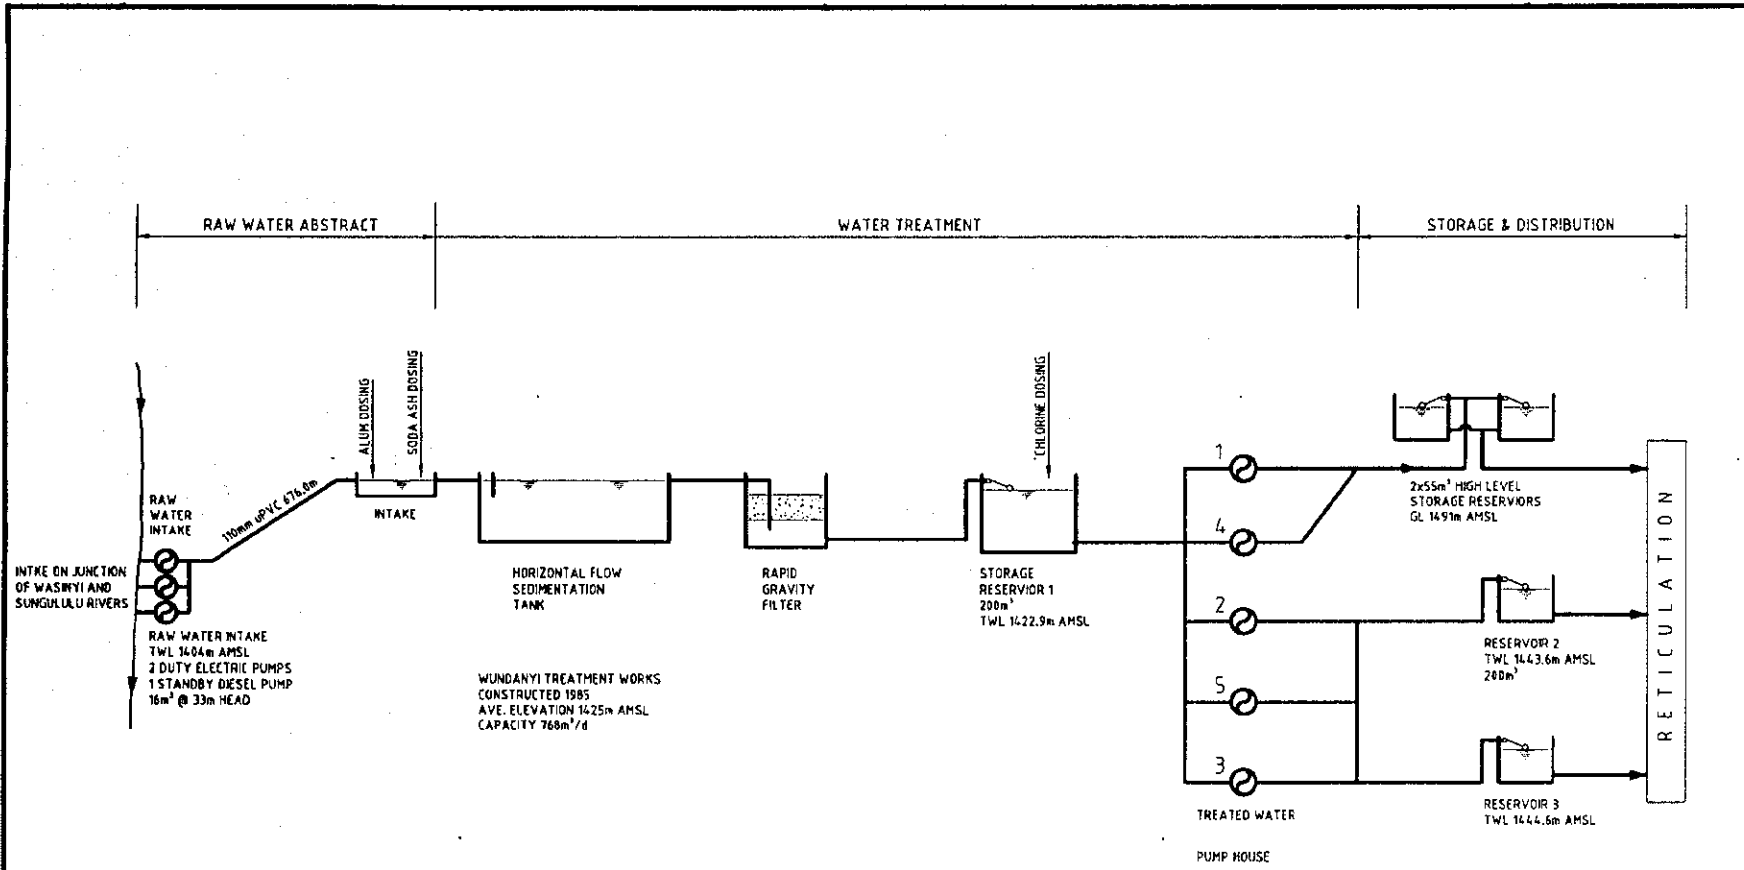 RAW WATER ABSTRACT
WATER TREATMENT
STORAGE & DISTRIBUTION
ALUM DOSING
SODA ASH DOSING
CHLORINE DOSING
110mm uPVC 676.0m
RAW
WATER
INTAKE
INTKE ON JUNCTION
OF WASINYI AND
SUNGULULU RIVERS
RAW WATER INTAKE
TWL 1404m AMSL
2 DUTY ELECTRIC PUMPS
1 STANDBY DIESEL PUMP
16m³ @ 33m HEAD
INTAKE
HORIZONTAL FLOW
SEDIMENTATION
TANK
WUNDANYI TREATMENT WORKS
CONSTRUCTED 1985
AVE. ELEVATION 1425m AMSL
CAPACITY 768m³/d
RAPID
GRAVITY
FILTER
STORAGE
RESERVIOR 1
200m³
TWL 1422.9m AMSL
1
4
2
5
3
TREATED WATER
PUMP HOUSE
2x55m³ HIGH LEVEL
STORAGE RESERVIORS
GL 1491m AMSL
RESERVOIR 2
TWL 1443.6m AMSL
200m³
RESERVOIR 3
TWL 1444.6m AMSL
RETICULATION